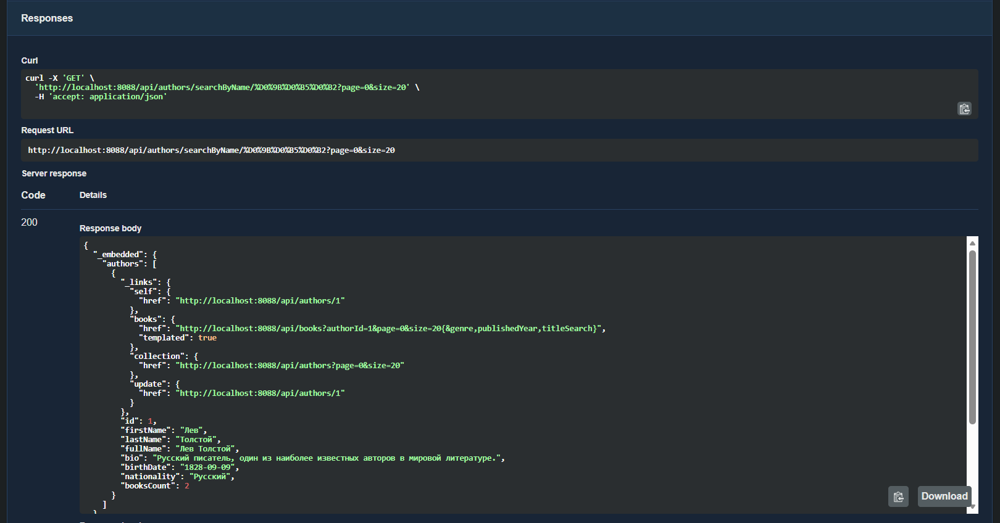 Responses
Curl
curl -X 'GET' \
  'http://localhost:8088/api/authors/searchByName/%D0%9B%D0%B5%D0%B2?page=0&size=20' \
  -H 'accept: application/json'
Request URL
http://localhost:8088/api/authors/searchByName/%D0%9B%D0%B5%D0%B2?page=0&size=20
Server response
Code Details
200
Response body
{
  "_embedded": {
    "authors": [
      {
        "_links": {
          "self": {
            "href": "http://localhost:8088/api/authors/1"
          },
          "books": {
            "href": "http://localhost:8088/api/books?authorId=1&page=0&size=20{&genre,publishedYear,titleSearch}",
            "templated": true
          },
          "collection": {
            "href": "http://localhost:8088/api/authors?page=0&size=20"
          },
          "update": {
            "href": "http://localhost:8088/api/authors/1"
          }
        },
        "id": 1,
        "firstName": "Лев",
        "lastName": "Толстой",
        "fullName": "Лев Толстой",
        "bio": "Русский писатель, один из наиболее известных авторов в мировой литературе.",
        "birthDate": "1828-09-09",
        "nationality": "Русский",
        "booksCount": 2
      }
    ]
  }
Download